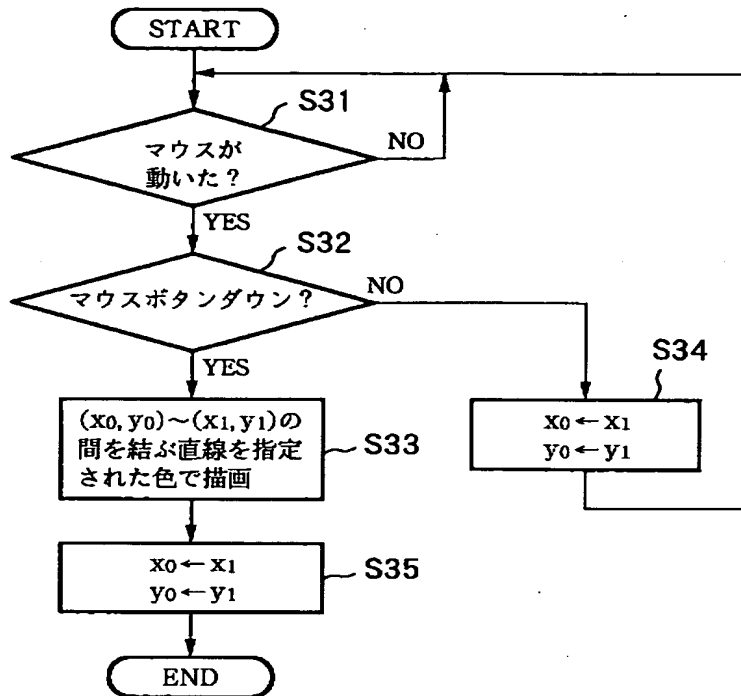 START
S31
マウスが
動いた？
NO
YES
S32
マウスボタンダウン？
NO
YES
S34
x0←x1
y0←y1
(x0,y0)～(x1,y1)の
間を結ぶ直線を指定
された色で描画
S33
x0←x1
y0←y1
S35
END